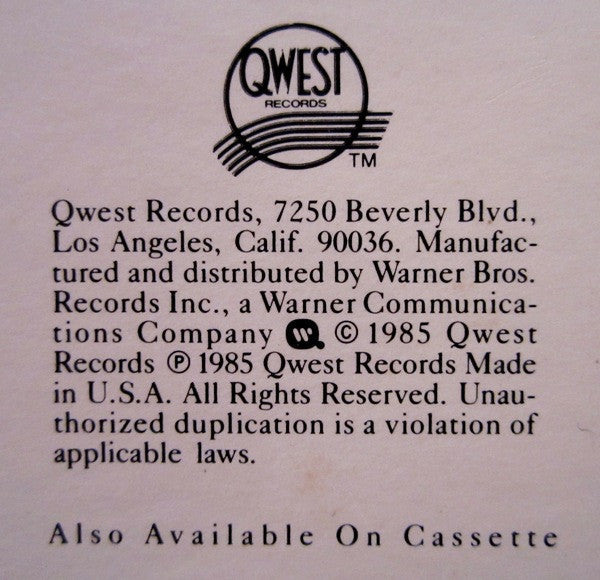 QWEST
RECORDS
TM
Qwest Records, 7250 Beverly Blvd.,
Los Angeles, Calif. 90036. Manufac-
tured and distributed by Warner Bros.
Records Inc., a Warner Communica-
tions Company W © 1985 Qwest
Records ℗ 1985 Qwest Records Made
in U.S.A. All Rights Reserved. Unau-
thorized duplication is a violation of
applicable laws.
Also Available On Cassette